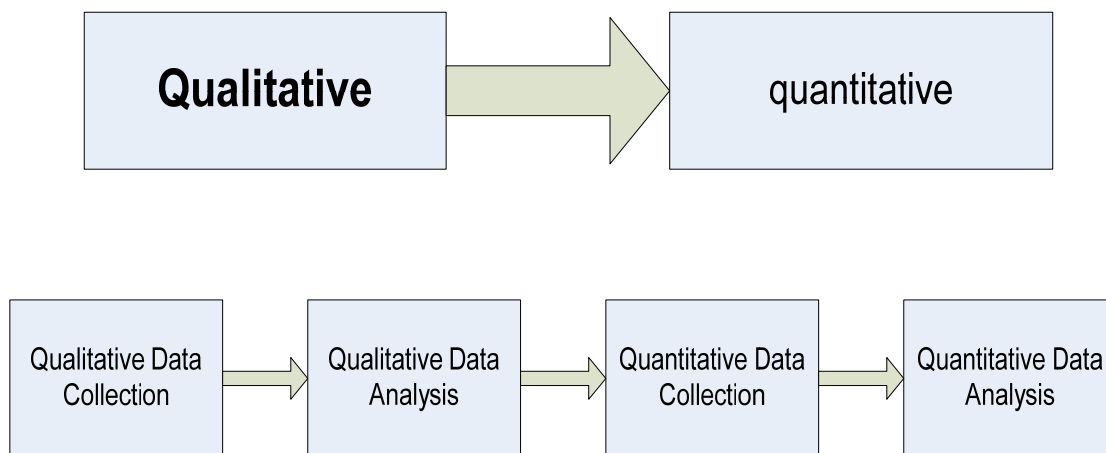 Qualitative
quantitative
Qualitative Data
Collection
Qualitative Data
Analysis
Quantitative Data
Collection
Quantitative Data
Analysis